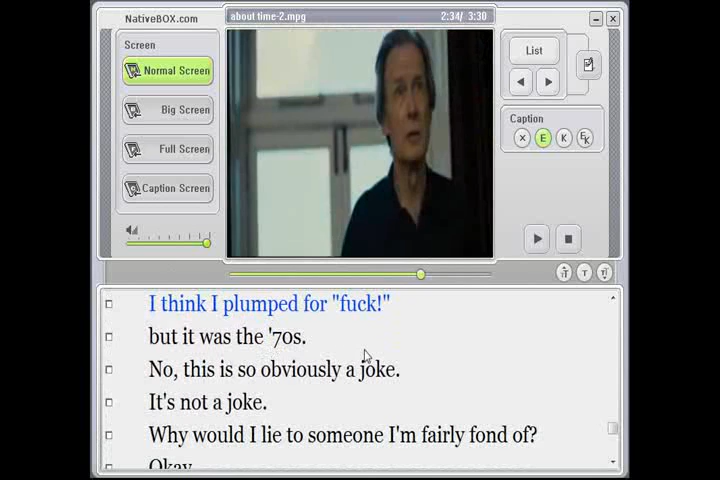 NativeBOX.com
about time-2.mpg
2:34/ 3:30
Screen
Normal Screen
Big Screen
Full Screen
Caption Screen
List
Caption
X E K EK
T T T
I think I plumped for "fuck!"
but it was the '70s.
No, this is so obviously a joke.
It's not a joke.
Why would I lie to someone I'm fairly fond of?
Okay